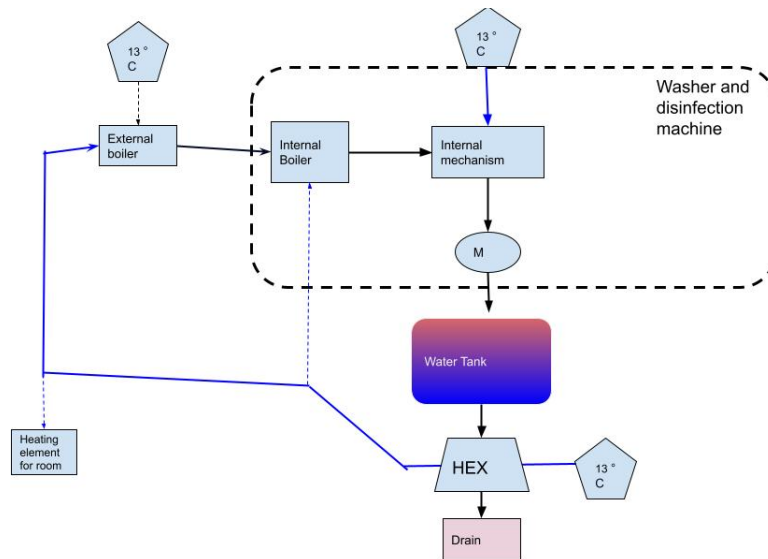 13 °
C
13 °
C
Washer and
disinfection
machine
External
boiler
Internal
Boiler
Internal
mechanism
M
Water Tank
Heating
element
for room
HEX
13 °
C
Drain